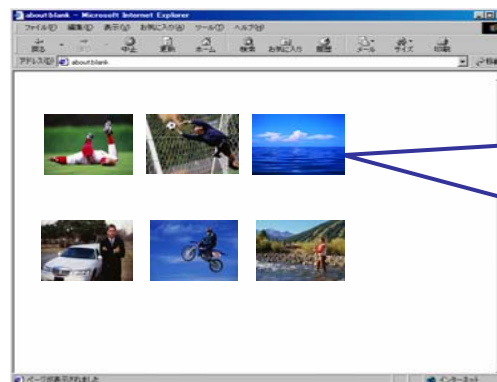 about:blank - Microsoft Internet Explorer
ファイル(F) 編集(E) 表示(V) お気に入り(A) ツール(T) ヘルプ(H)
戻る 中止 更新 ホーム 検索 お気に入り 履歴 メール サイズ 印刷
アドレス(D) about:blank 移動
ページが表示されました インターネット